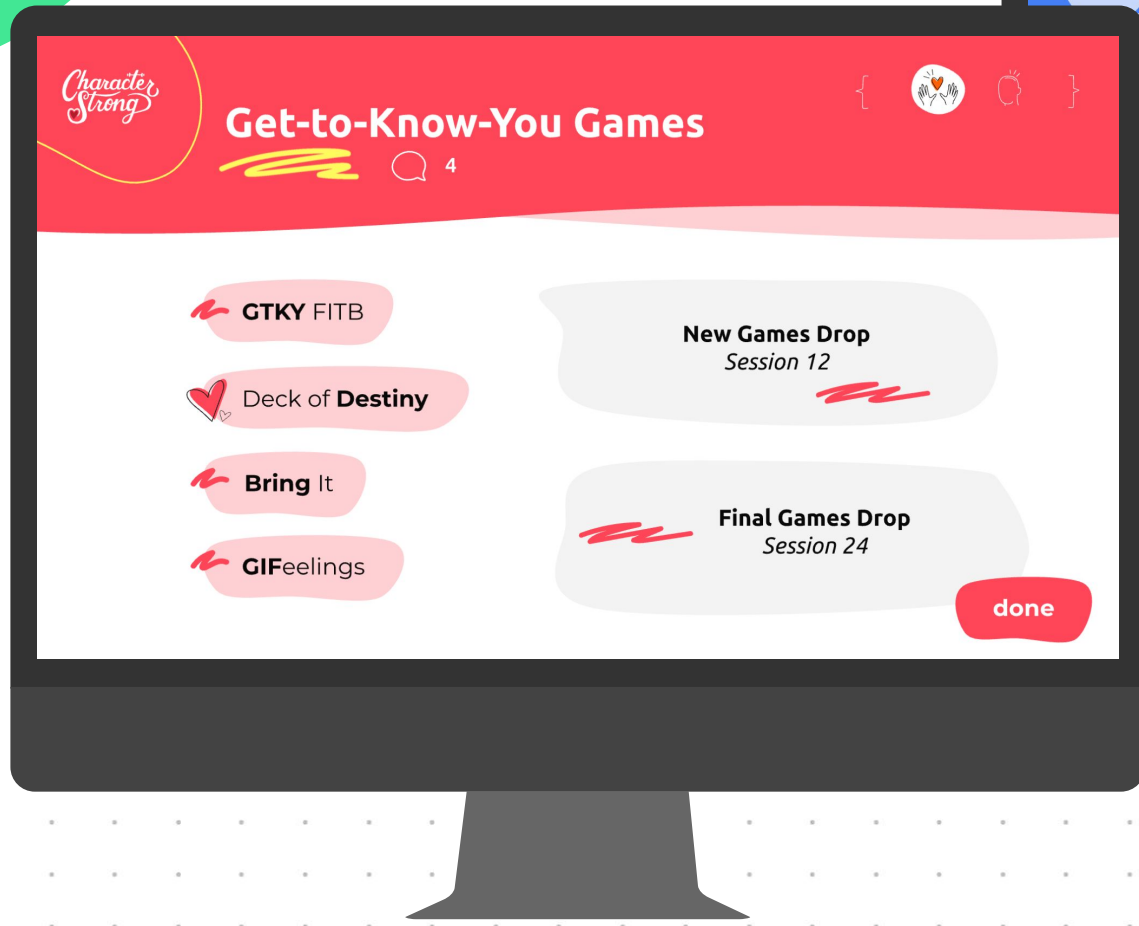 Character
Strong
Get-to-Know-You Games
4
GTKY FITB
Deck of Destiny
Bring It
GIFeelings
New Games Drop
Session 12
Final Games Drop
Session 24
done